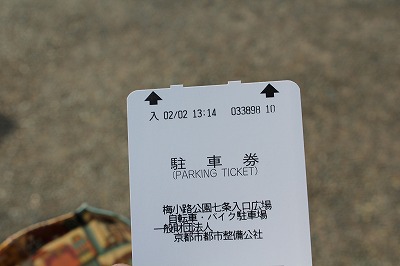 入 02/02 13:14 033898 10
駐車券
(PARKING TICKET)
梅小路公園七条入口広場
自転車・バイク駐車場
一般財団法人
京都市都市整備公社